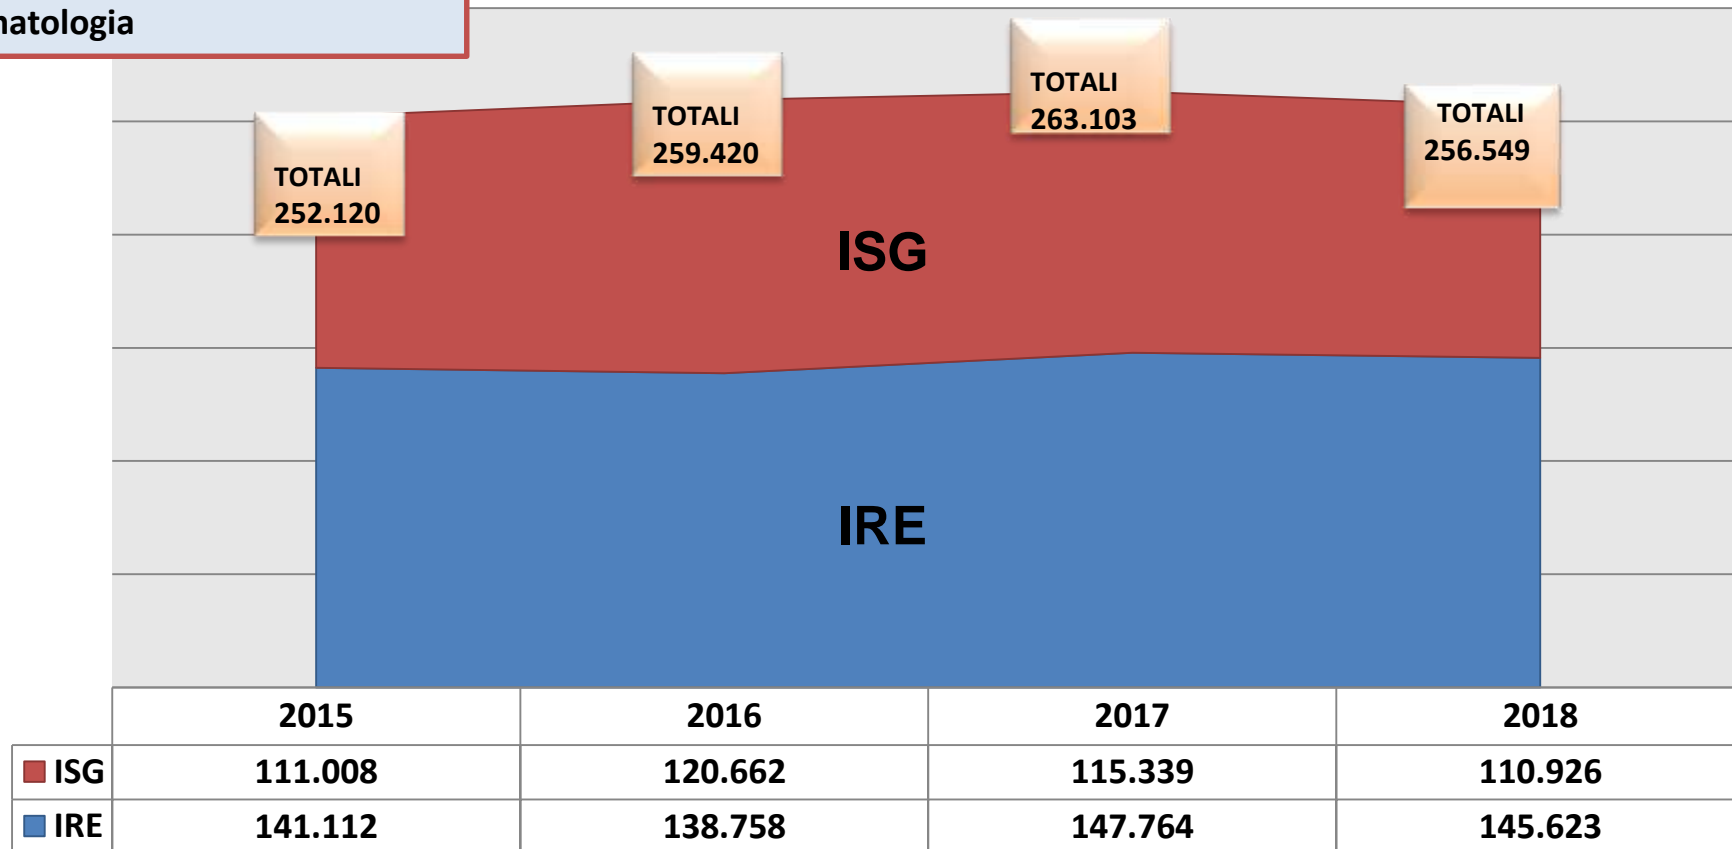 TOTALI
263.103
TOTALI
259.420
TOTALI
256.549
TOTALI
252.120
ISG
IRE
2015 2016 2017 2018
ISG 111.008 120.662 115.339 110.926
IRE 141.112 138.758 147.764 145.623